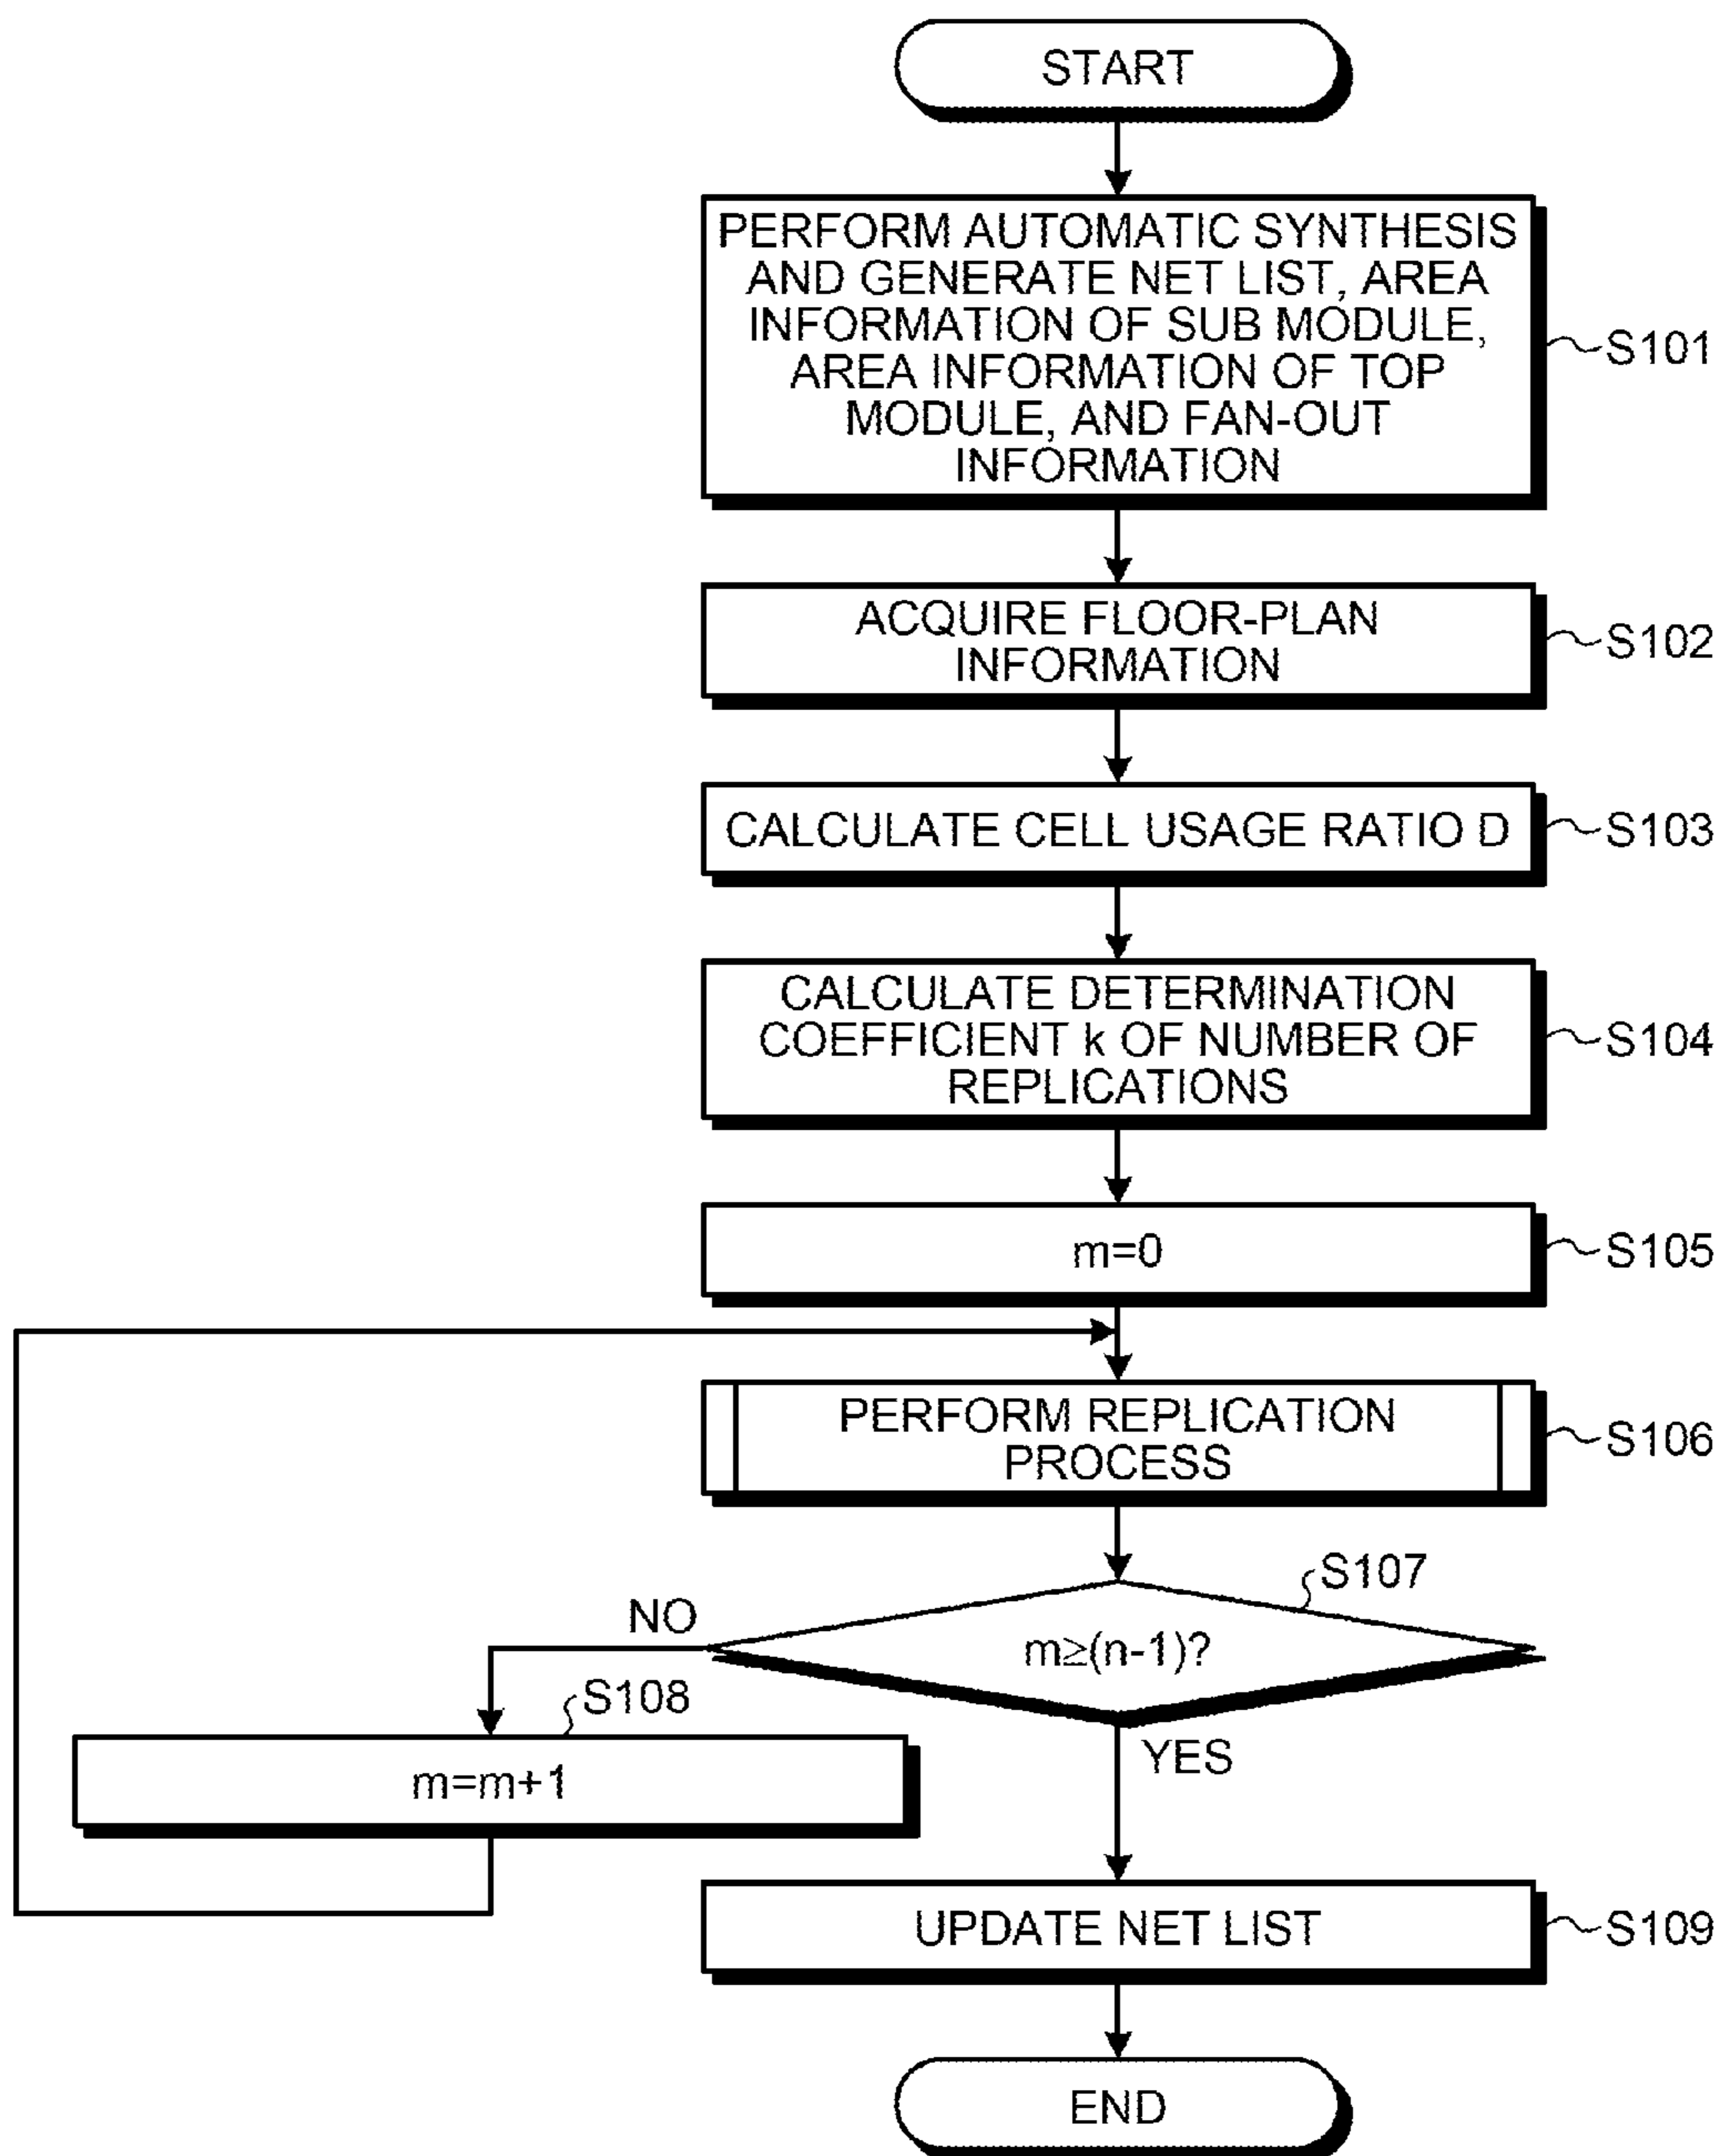 START
PERFORM AUTOMATIC SYNTHESIS
AND GENERATE NET LIST, AREA
INFORMATION OF SUB MODULE,
AREA INFORMATION OF TOP
MODULE, AND FAN-OUT
INFORMATION
S101
ACQUIRE FLOOR-PLAN
INFORMATION
S102
CALCULATE CELL USAGE RATIO D
S103
CALCULATE DETERMINATION
COEFFICIENT k OF NUMBER OF
REPLICATIONS
S104
m=0
S105
PERFORM REPLICATION
PROCESS
S106
S107
NO
m≥(n-1)?
S108
YES
m=m+1
UPDATE NET LIST
S109
END